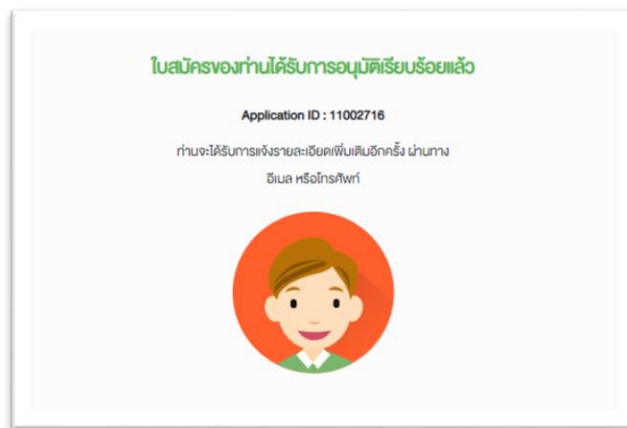 ใบสมัครของท่านได้รับการอนุมัติเรียบร้อยแล้ว
Application ID : 11002716
ท่านจะได้รับการแจ้งรายละเอียดเพิ่มเติมอีกครั้ง ผ่านทาง
อีเมล หรือโทรศัพท์